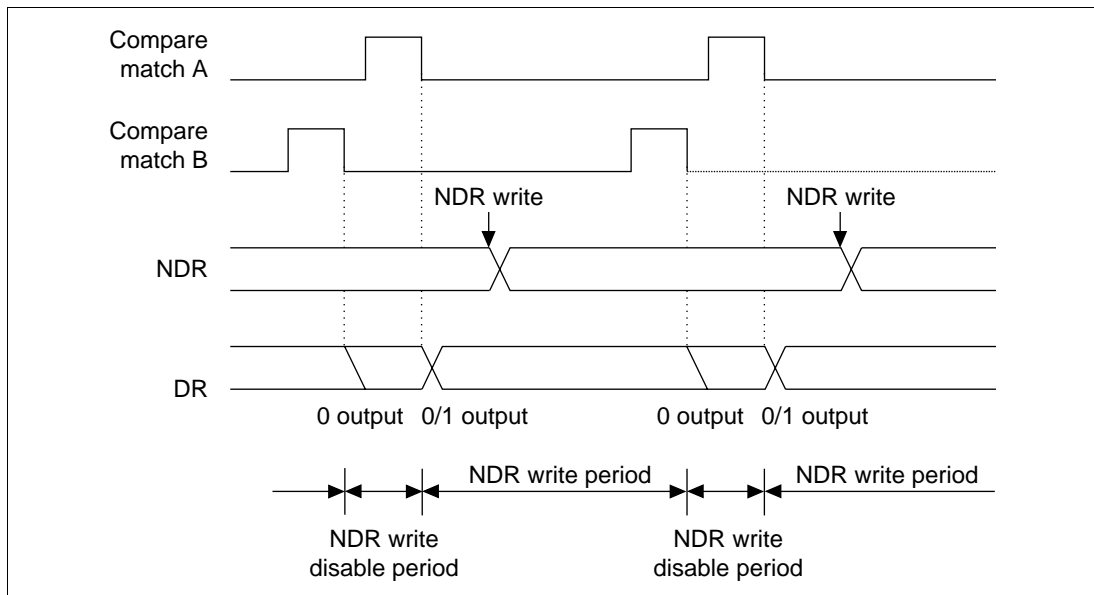 Compare
match A
Compare
match B
NDR write
NDR write
NDR
DR
0 output
0/1 output
0 output
0/1 output
NDR write period
NDR write period
NDR write
disable period
NDR write
disable period